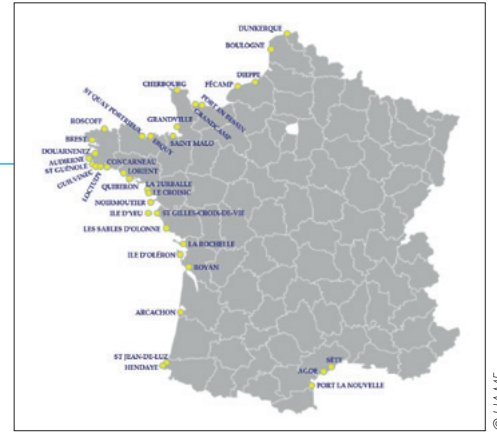 DUNKERQUE
BOULOGNE
DIEPPE
FÉCAMP
CHERBOURG
PORT EN BESSIN
GRANDCAMP
GRANDVILLE
ST QUAY PORTRIEUX
ERQUY
SAINT MALO
ROSCOFF
BREST
DOUARNENEZ
AUDIERNE
ST GUÉNOLÉ
GUILVINEC
LOCTUDY
CONCARNEAU
LORIENT
QUIBERON
LA TURBALLE
LE CROISIC
NOIRMOUTIER
ILE D'YEU
ST GILLES-CROIX-DE-VIE
LES SABLES D'OLONNE
LA ROCHELLE
ILE D'OLÉRON
ROYAN
ARCACHON
ST JEAN-DE-LUZ
HENDAYE
SÈTE
AGDE
PORT LA NOUVELLE